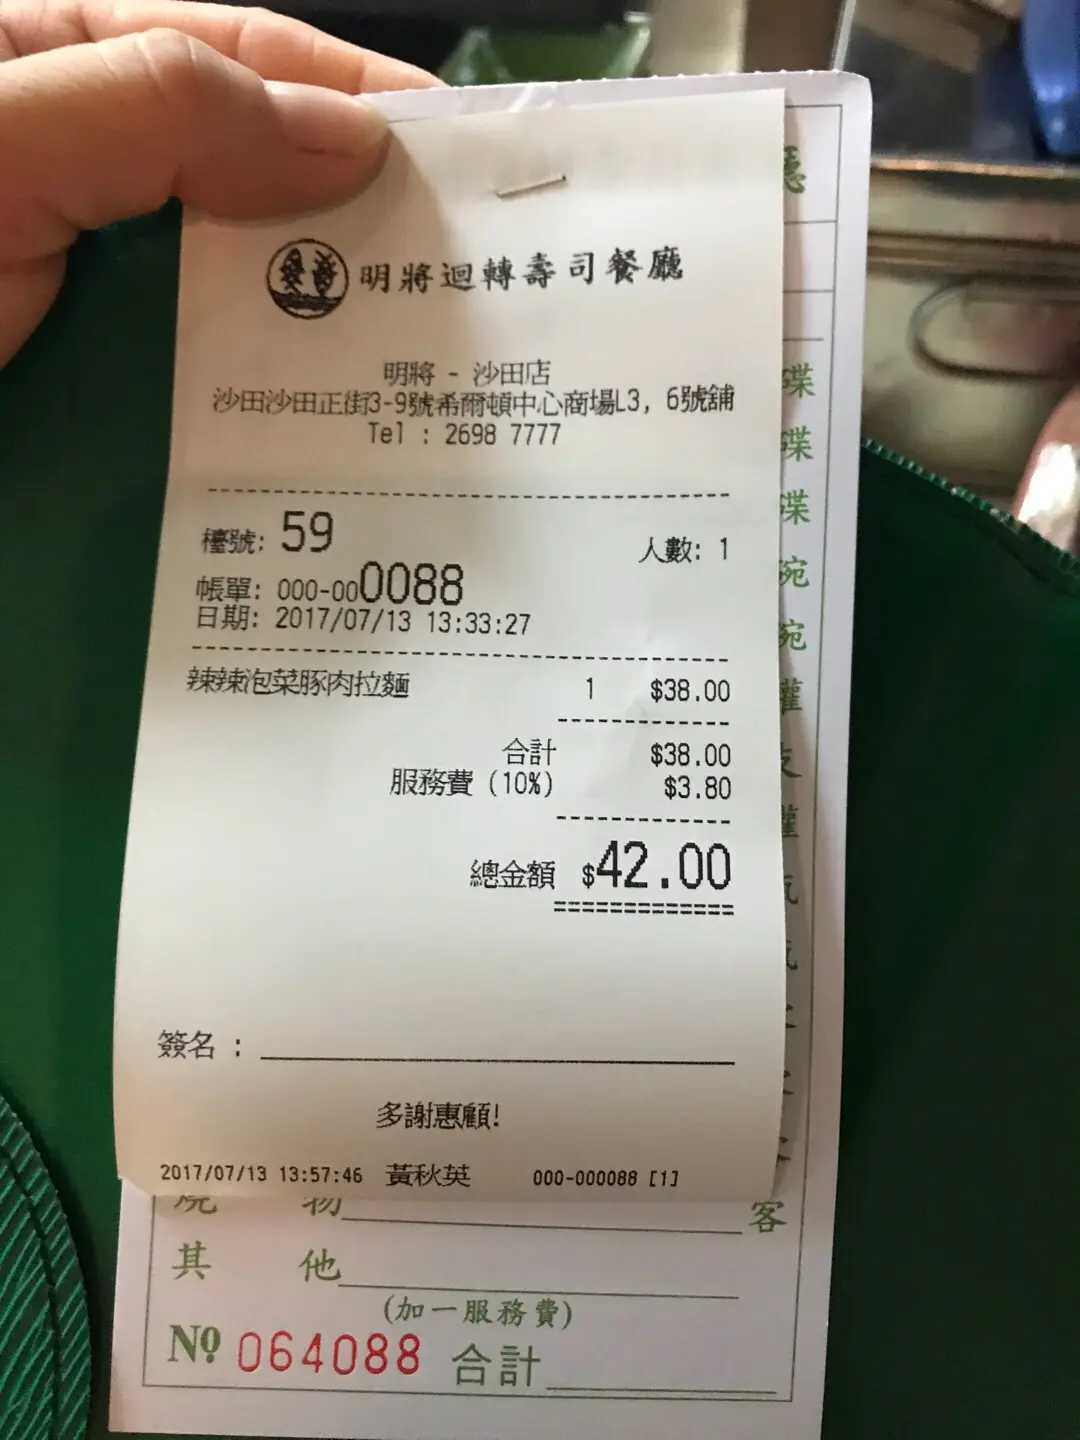 明將迴轉壽司餐廳
明將 - 沙田店
沙田沙田正街3-9號希爾頓中心商場L3, 6號舖
Tel : 2698 7777
檯號: 59 人數: 1
帳單: 000-000088
日期: 2017/07/13 13:33:27
辣辣泡菜豚肉拉麵 1 $38.00
合計 $38.00
服務費 (10%) $3.80
總金額 $42.00
簽名 :
多謝惠顧!
2017/07/13 13:57:46 黃秋英 000-000088 [1]
碟
碟
碟
碗
碗
罐
客
其他
(加一服務費)
№ 064088 合計